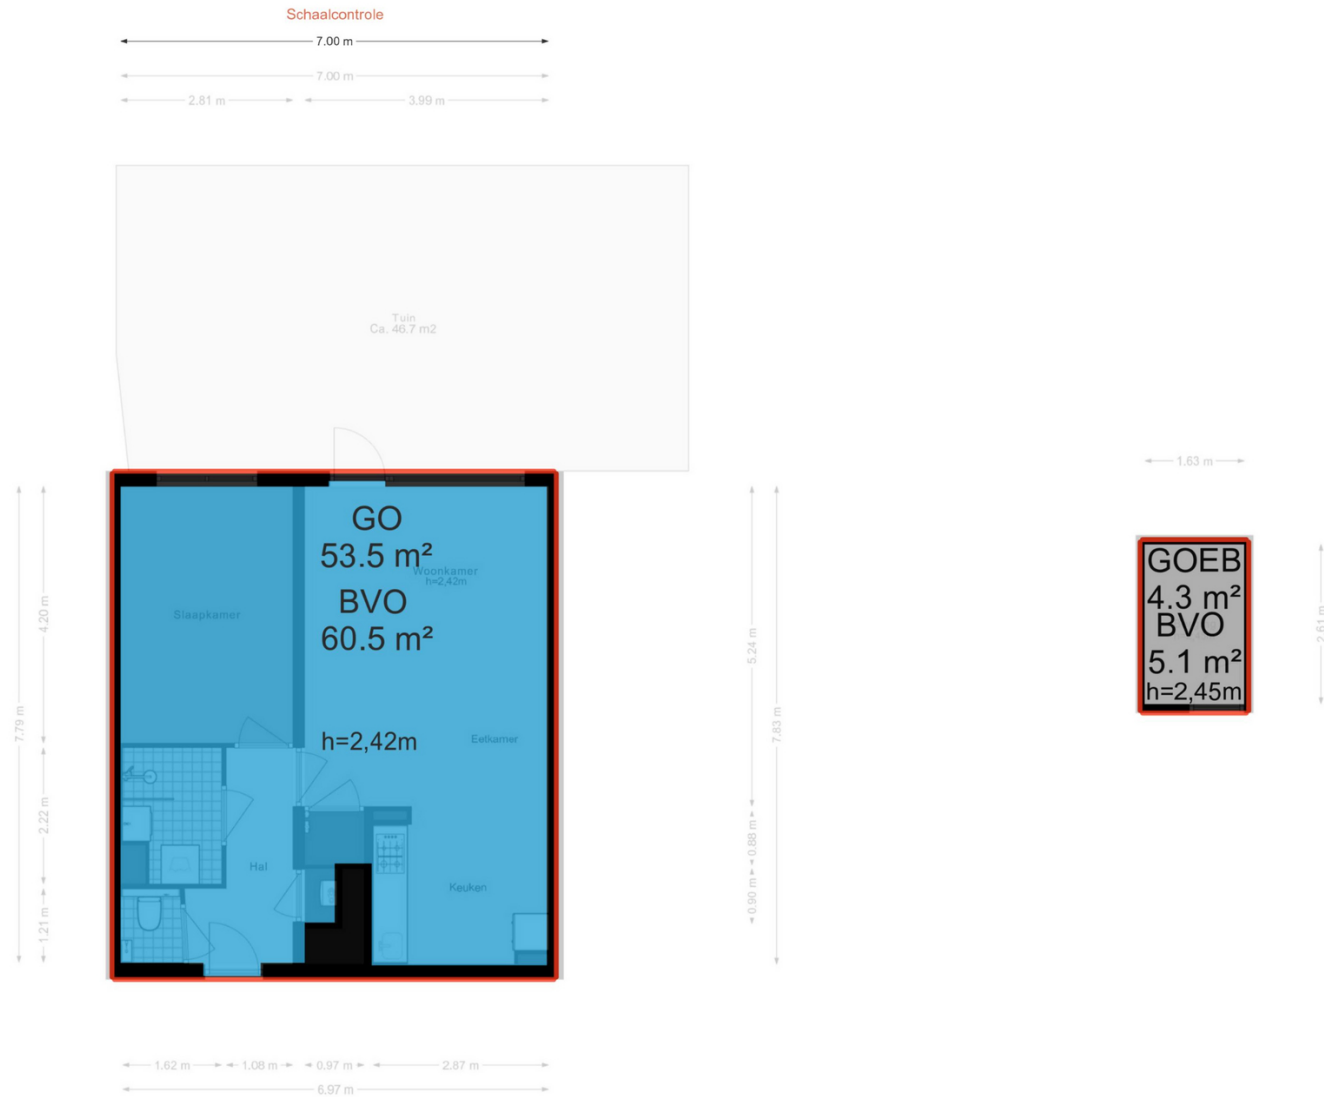 Schaalcontrole
7.00 m
7.00 m
2.81 m
3.99 m
Tuin
Ca. 46.7 m2
1.63 m
GO
53.5 m²
Woonkamer
h=2,42m
BVO
60.5 m²
Slaapkamer
h=2,42m
Eetkamer
Hal
Keuken
4.20 m
2.22 m
1.21 m
7.79 m
5.24 m
0.88 m
0.90 m
7.83 m
GOEB
4.3 m²
BVO
5.1 m²
h=2,45m
2.61 m
1.62 m
1.08 m
0.97 m
2.87 m
6.97 m